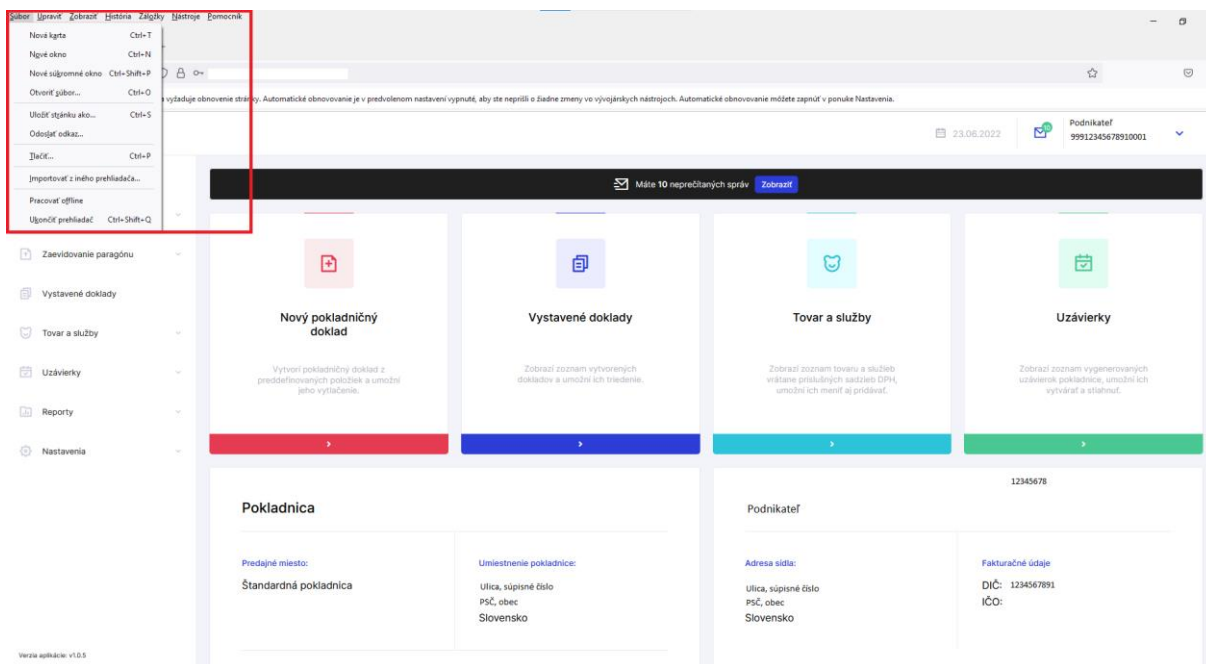 Súbor Upraviť Zobraziť História Záložky Nástroje Pomocník
Nová karta Ctrl+T
Nové okno Ctrl+N
Nové súkromné okno Ctrl+Shift+P
Otvoriť súbor... Ctrl+O
Uložiť stránku ako... Ctrl+S
Odoslať odkaz...
Tlačiť... Ctrl+P
Importovať z iného prehliadača...
Pracovať offline
Ukončiť prehliadač Ctrl+Shift+Q
vyžaduje obnovenie stránky. Automatické obnovovanie je v predvolenom nastavení vypnuté, aby ste neprišli o žiadne zmeny vo vývojárskych nástrojoch. Automatické obnovovanie môžete zapnúť v ponuke Nastavenia.
23.06.2022
10
Podnikateľ
99912345678910001
Máte 10 neprečítaných správ Zobraziť
Zaevidovanie paragónu
Vystavené doklady
Tovar a služby
Uzávierky
Reporty
Nastavenia
Nový pokladničný
doklad
Vytvorí pokladničný doklad z
preddefinovaných položiek a umožní
jeho vytlačenie.
Vystavené doklady
Zobrazí zoznam vytvorených
dokladov a umožní ich triedenie.
Tovar a služby
Zobrazí zoznam tovaru a služieb
vrátane príslušných sadzieb DPH,
umožní ich meniť aj pridávať.
Uzávierky
Zobrazí zoznam vygenerovaných
uzávierok pokladnice, umožní ich
vytvárať a stiahnuť.
Pokladnica
Predajné miesto:
Štandardná pokladnica
Umiestnenie pokladnice:
Ulica, súpisné číslo
PSČ, obec
Slovensko
12345678
Podnikateľ
Adresa sídla:
Ulica, súpisné číslo
PSČ, obec
Slovensko
Fakturačné údaje
DIČ: 1234567891
IČO:
Verzia aplikácie: v1.0.5